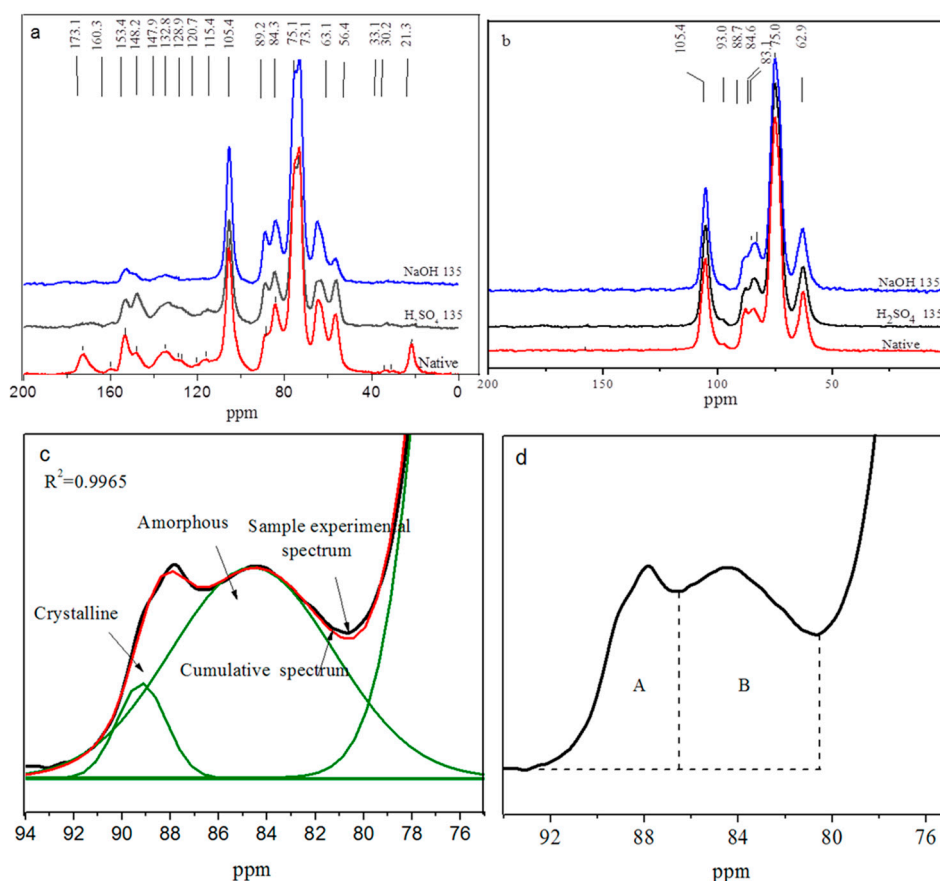 a
173.1
160.3
153.4
148.2
147.9
132.8
128.9
120.7
115.4
105.4
89.2
84.3
75.1
73.1
63.1
56.4
33.1
30.2
21.3
NaOH 135
H₂SO₄ 135
Native
200 160 120 80 40 0
ppm
b
105.4
93.0
88.7
84.6
83.1
75.0
62.9
NaOH 135
H₂SO₄ 135
Native
200 150 100 50
ppm
c
R²=0.9965
Amorphous
Sample experimental
spectrum
Crystalline
Cumulative spectrum
94 92 90 88 86 84 82 80 78 76
ppm
d
A
B
92 88 84 80 76
ppm